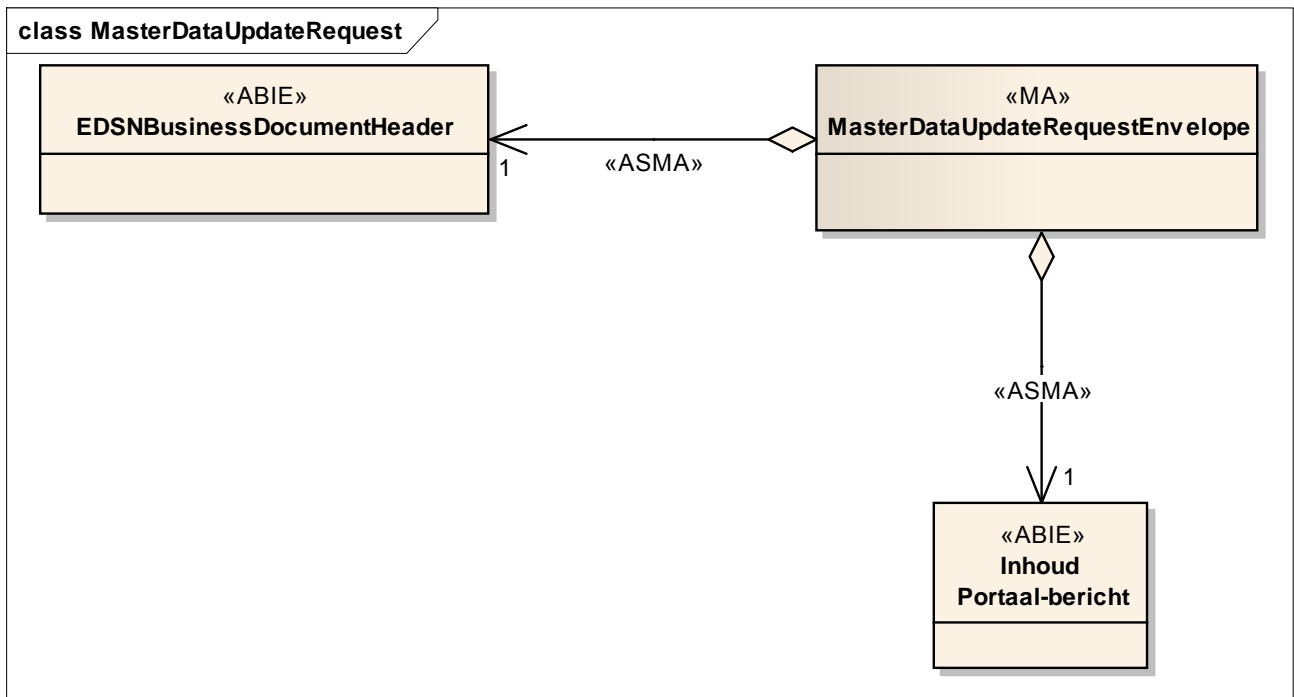 class MasterDataUpdateRequest
«ABIE»
EDSNBusinessDocumentHeader
«MA»
MasterDataUpdateRequestEnvelope
1
«ASMA»
«ASMA»
1
«ABIE»
Inhoud
Portaal-bericht